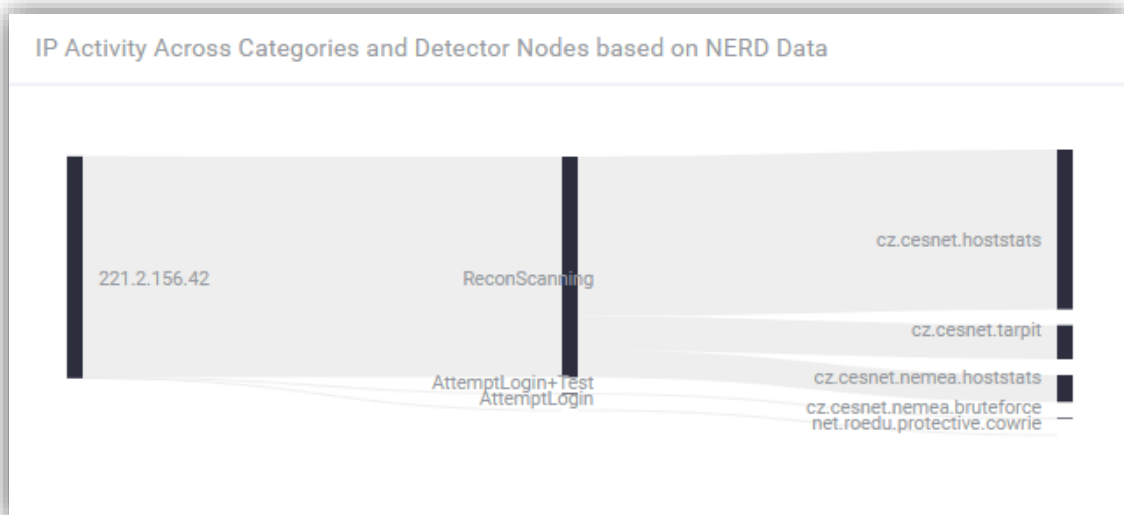 IP Activity Across Categories and Detector Nodes based on NERD Data
221.2.156.42
ReconScanning
AttemptLogin+Test
AttemptLogin
cz.cesnet.hoststats
cz.cesnet.tarpit
cz.cesnet.nemea.hoststats
cz.cesnet.nemea.bruteforce
net.roedu.protective.cowrie